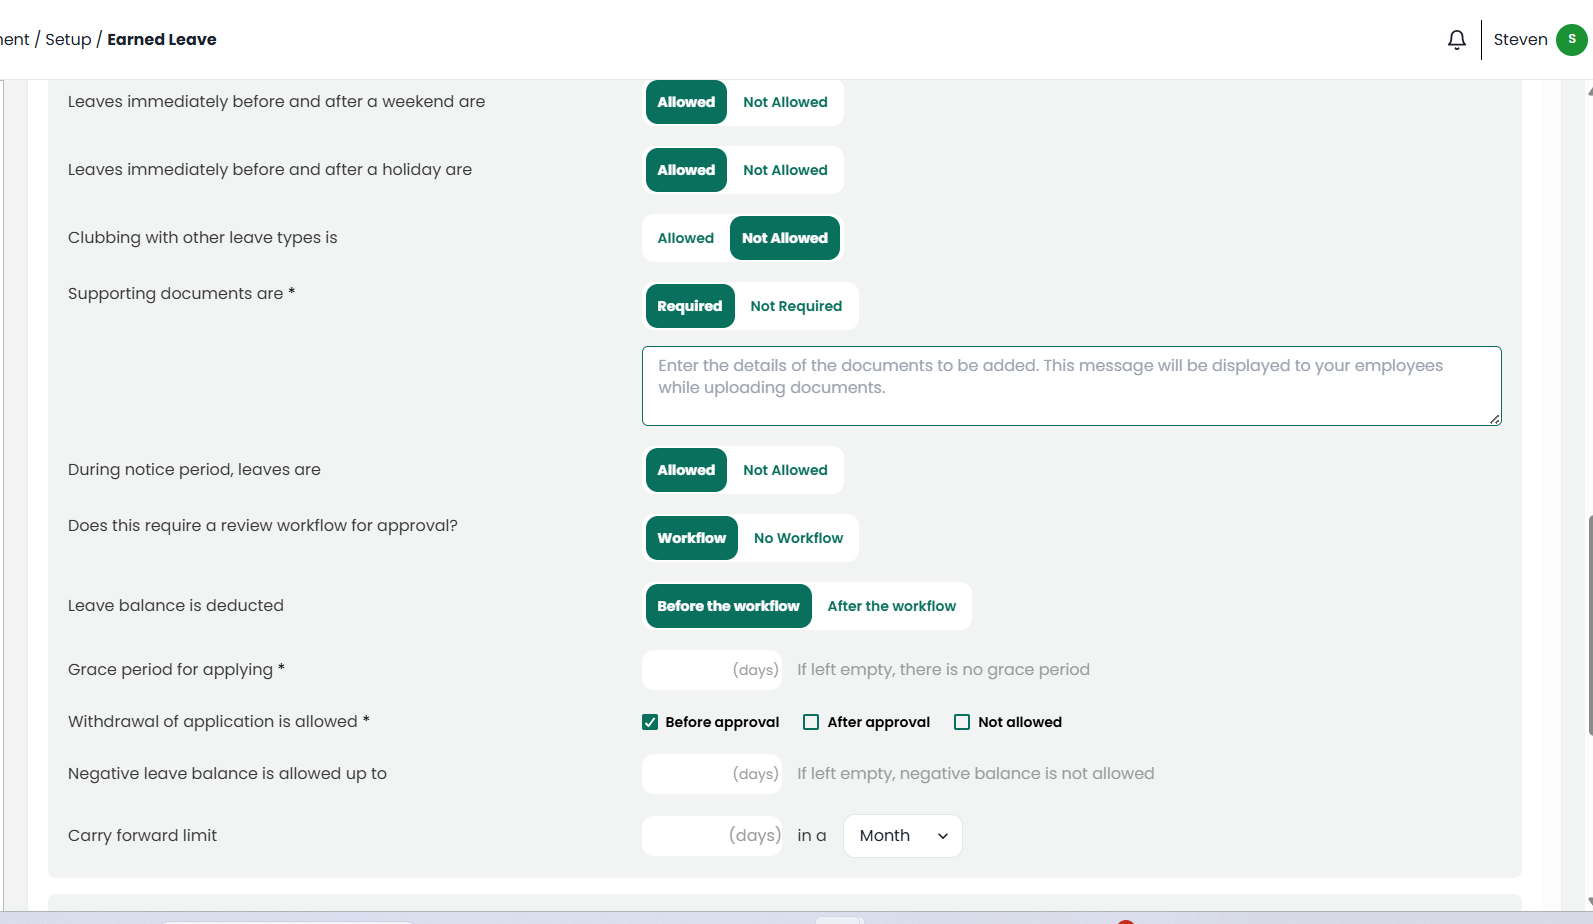 ent / Setup / Earned Leave
Steven S
Leaves immediately before and after a weekend are Allowed Not Allowed
Leaves immediately before and after a holiday are Allowed Not Allowed
Clubbing with other leave types is Allowed Not Allowed
Supporting documents are * Required Not Required
Enter the details of the documents to be added. This message will be displayed to your employees
while uploading documents.
During notice period, leaves are Allowed Not Allowed
Does this require a review workflow for approval? Workflow No Workflow
Leave balance is deducted Before the workflow After the workflow
Grace period for applying * (days) If left empty, there is no grace period
Withdrawal of application is allowed * Before approval After approval Not allowed
Negative leave balance is allowed up to (days) If left empty, negative balance is not allowed
Carry forward limit (days) in a Month